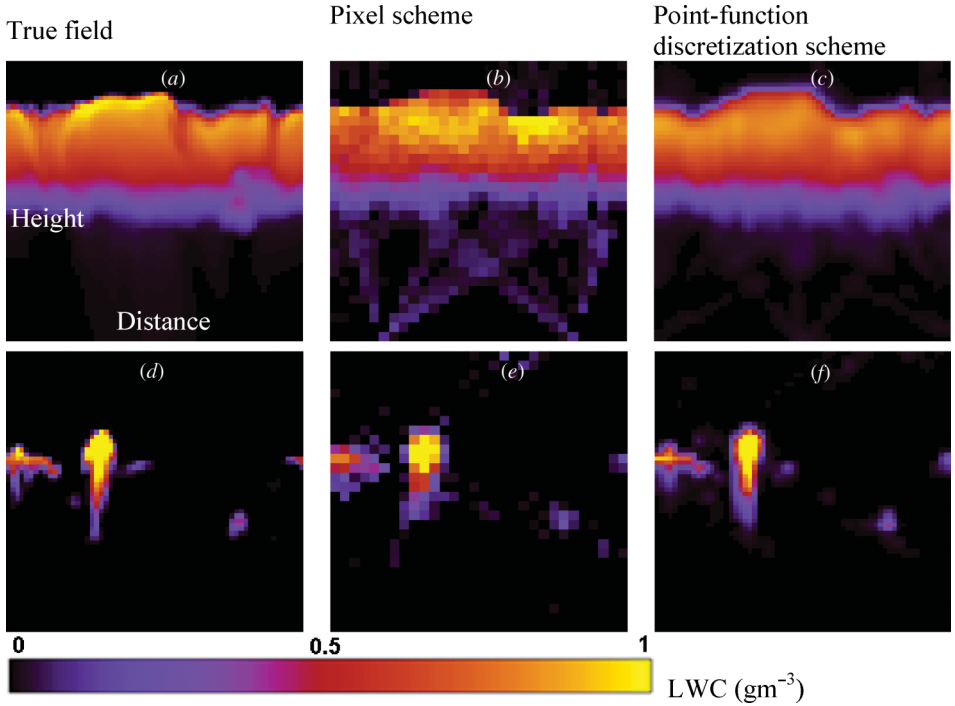 True field
Pixel scheme
Point-function
discretization scheme
(a)
(b)
(c)
Height
Distance
(d)
(e)
(f)
0
0.5
1
LWC (gm⁻³)